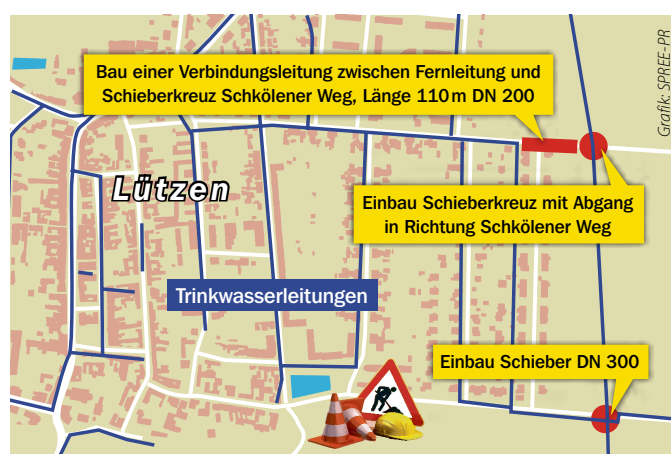 Bau einer Verbindungsleitung zwischen Fernleitung und
Schieberkreuz Schkölener Weg, Länge 110 m DN 200
Grafik: SPREE-PR
Lützen
Einbau Schieberkreuz mit Abgang
in Richtung Schkölener Weg
Trinkwasserleitungen
Einbau Schieber DN 300